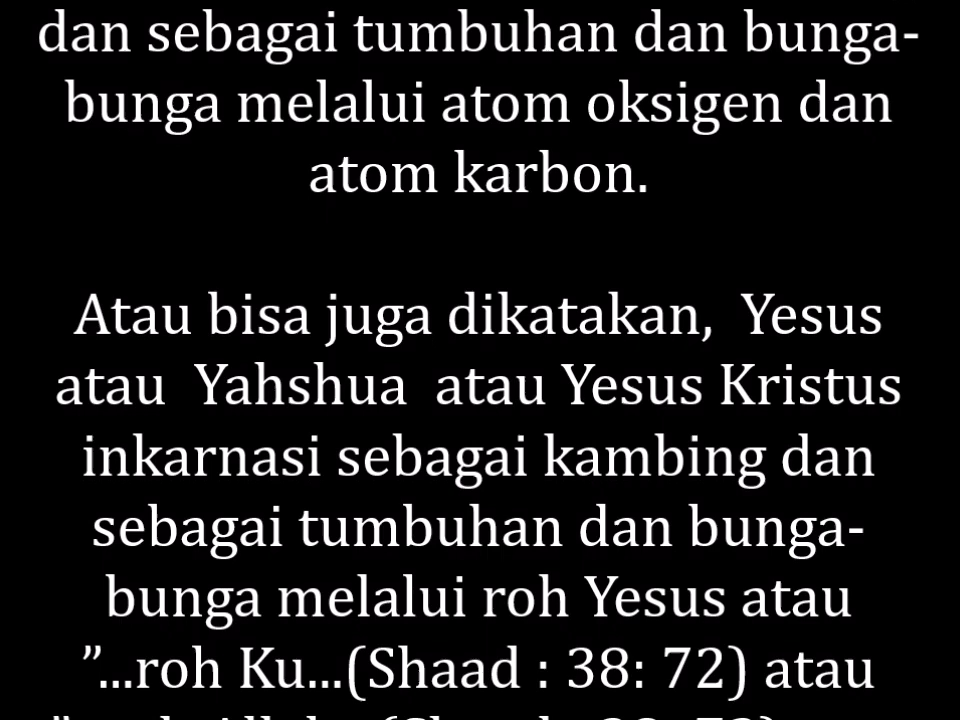 dan sebagai tumbuhan dan bunga-
bunga melalui atom oksigen dan
atom karbon.
Atau bisa juga dikatakan, Yesus
atau Yahshua atau Yesus Kristus
inkarnasi sebagai kambing dan
sebagai tumbuhan dan bunga-
bunga melalui roh Yesus atau
”...roh Ku...(Shaad : 38: 72) atau